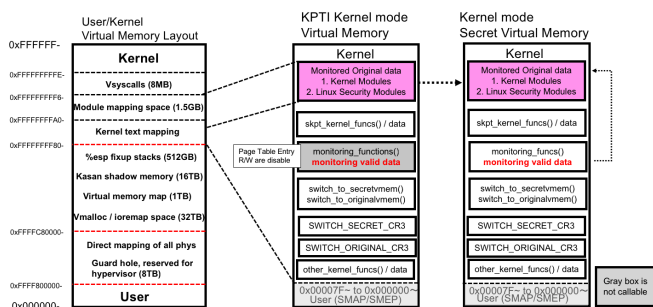 User/Kernel
Virtual Memory Layout
0xFFFFFF-
Kernel
0xFFFFFFFFFE-
Vsyscalls (8MB)
0xFFFFFFFFF6-
Module mapping space (1.5GB)
0xFFFFFFFFA0-
Kernel text mapping
0xFFFFFFFF80-
%esp fixup stacks (512GB)
Kasan shadow memory (16TB)
Virtual memory map (1TB)
Vmalloc / ioremap space (32TB)
0xFFFFC80000-
Direct mapping of all phys
Guard hole, reserved for
hypervisor (8TB)
0xFFFF800000-
User
0x000000-
KPTI Kernel mode
Virtual Memory
Kernel
Monitored Original data
1. Kernel Modules
2. Linux Security Modules
skpt_kernel_funcs() / data
Page Table Entry
R/W are disable
monitoring_functions()
monitoring valid data
switch_to_secretvmem()
switch_to_originalvmem()
SWITCH_SECRET_CR3
SWITCH_ORIGINAL_CR3
other_kernel_funcs() / data
0x00007F~ to 0x000000~
User (SMAP/SMEP)
Kernel mode
Secret Virtual Memory
Kernel
Monitored Original data
1. Kernel Modules
2. Linux Security Modules
skpt_kernel_funcs() / data
monitoring_funcs()
monitoring valid data
switch_to_secretvmem()
switch_to_originalvmem()
SWITCH_SECRET_CR3
SWITCH_ORIGINAL_CR3
other_kernel_funcs() / data
0x00007F~ to 0x000000~
User (SMAP/SMEP)
Gray box is
not callable